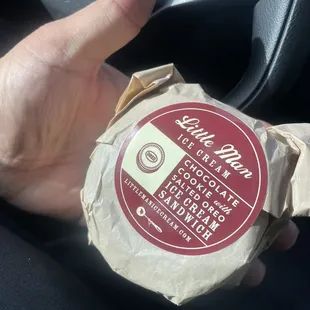 Little Man
ICE CREAM
CHOCOLATE
COOKIE with
SALTED OREO
ICE CREAM
SANDWICH
LITTLEMANICECREAM.COM